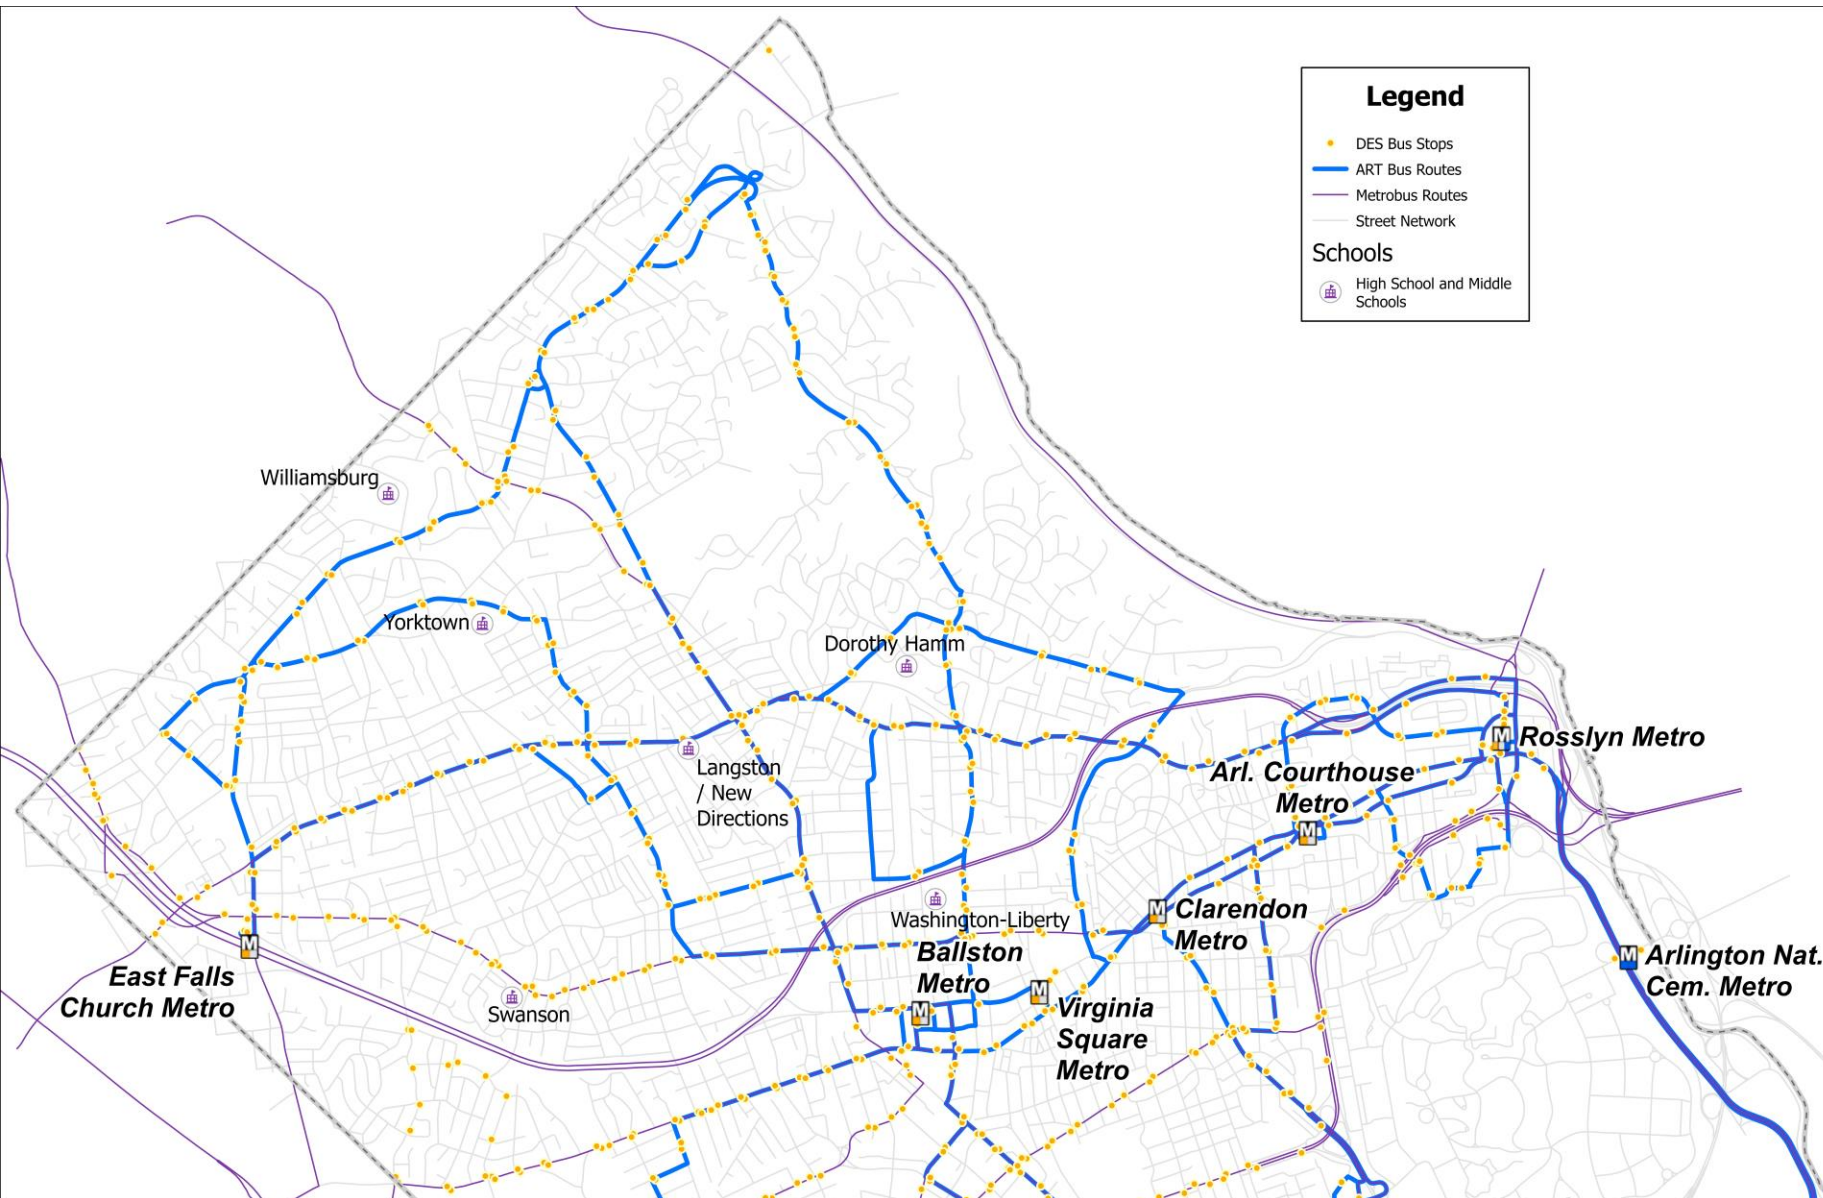 Legend
DES Bus Stops
ART Bus Routes
Metrobus Routes
Street Network
Schools
High School and Middle
Schools
Williamsburg
Yorktown
Dorothy Hamm
Langston
/ New
Directions
M
Rosslyn Metro
Arl. Courthouse
Metro
M
M
Clarendon
Metro
Washington-Liberty
Ballston
Metro
M
M
East Falls
Church Metro
M
Arlington Nat.
Cem. Metro
M
Virginia
Square
Metro
Swanson